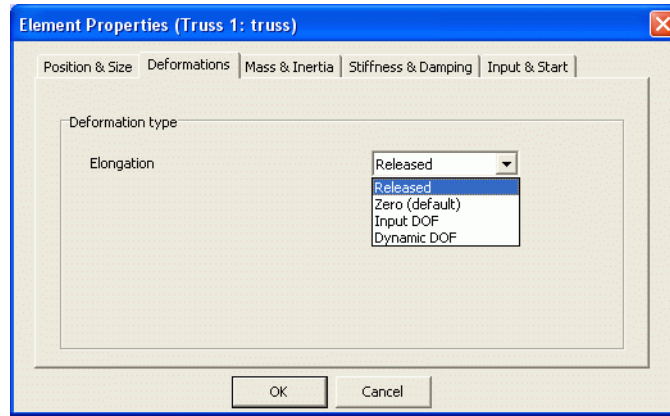 Element Properties (Truss 1: truss)
Position & Size Deformations Mass & Inertia Stiffness & Damping Input & Start
Deformation type
Elongation Released
Released
Zero (default)
Input DOF
Dynamic DOF
OK Cancel